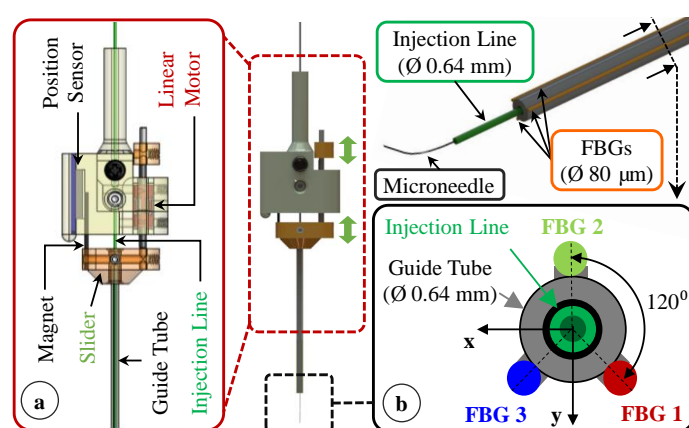 Position
Sensor
Linear
Motor
Magnet
Slider
Guide Tube
Injection Line
a
Injection Line
(Ø 0.64 mm)
FBGs
(Ø 80 µm)
Microneedle
FBG 2
Injection Line
Guide Tube
(Ø 0.64 mm)
120⁰
x
y
FBG 3
FBG 1
b